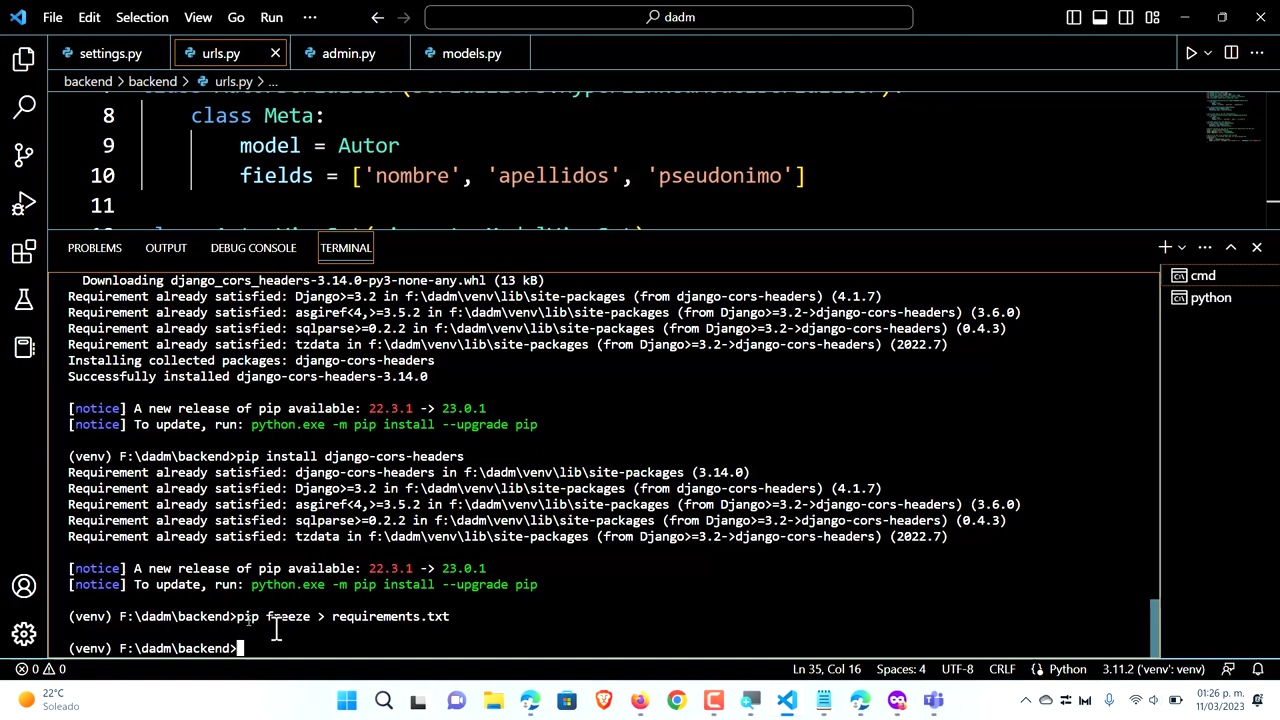 File Edit Selection View Go Run ··· dadm
settings.py urls.py admin.py models.py
backend > backend > urls.py > ...
8 class Meta:
9 model = Autor
10 fields = ['nombre', 'apellidos', 'pseudonimo']
11
PROBLEMS OUTPUT DEBUG CONSOLE TERMINAL
cmd
python
Downloading django_cors_headers-3.14.0-py3-none-any.whl (13 kB)
Requirement already satisfied: Django>=3.2 in f:\dadm\venv\lib\site-packages (from django-cors-headers) (4.1.7)
Requirement already satisfied: asgiref<4,>=3.5.2 in f:\dadm\venv\lib\site-packages (from Django>=3.2->django-cors-headers) (3.6.0)
Requirement already satisfied: sqlparse>=0.2.2 in f:\dadm\venv\lib\site-packages (from Django>=3.2->django-cors-headers) (0.4.3)
Requirement already satisfied: tzdata in f:\dadm\venv\lib\site-packages (from Django>=3.2->django-cors-headers) (2022.7)
Installing collected packages: django-cors-headers
Successfully installed django-cors-headers-3.14.0
[notice] A new release of pip available: 22.3.1 -> 23.0.1
[notice] To update, run: python.exe -m pip install --upgrade pip
(venv) F:\dadm\backend>pip install django-cors-headers
Requirement already satisfied: django-cors-headers in f:\dadm\venv\lib\site-packages (3.14.0)
Requirement already satisfied: Django>=3.2 in f:\dadm\venv\lib\site-packages (from django-cors-headers) (4.1.7)
Requirement already satisfied: asgiref<4,>=3.5.2 in f:\dadm\venv\lib\site-packages (from Django>=3.2->django-cors-headers) (3.6.0)
Requirement already satisfied: sqlparse>=0.2.2 in f:\dadm\venv\lib\site-packages (from Django>=3.2->django-cors-headers) (0.4.3)
Requirement already satisfied: tzdata in f:\dadm\venv\lib\site-packages (from Django>=3.2->django-cors-headers) (2022.7)
[notice] A new release of pip available: 22.3.1 -> 23.0.1
[notice] To update, run: python.exe -m pip install --upgrade pip
(venv) F:\dadm\backend>pip freeze > requirements.txt
(venv) F:\dadm\backend>
0 0 Ln 35, Col 16 Spaces: 4 UTF-8 CRLF Python 3.11.2 ('venv': venv)
22°C
Soleado
01:26 p. m.
11/03/2023